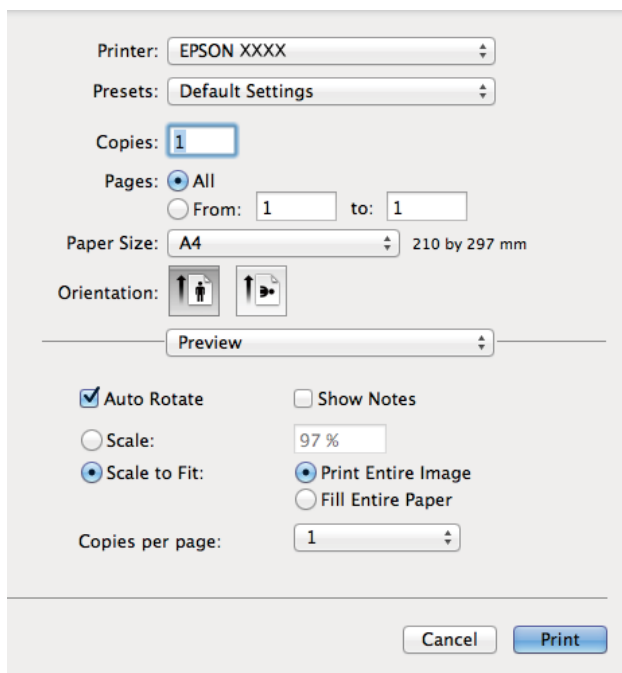 Printer: EPSON XXXX
Presets: Default Settings
Copies: 1
Pages: All
From: 1 to: 1
Paper Size: A4 210 by 297 mm
Orientation:
Preview
Auto Rotate Show Notes
Scale: 97 %
Scale to Fit: Print Entire Image
Fill Entire Paper
Copies per page: 1
Cancel Print